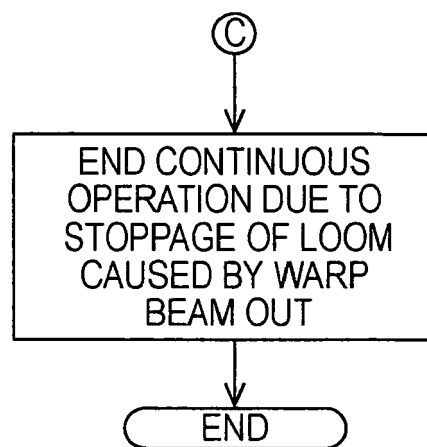 C
END CONTINUOUS
OPERATION DUE TO
STOPPAGE OF LOOM
CAUSED BY WARP
BEAM OUT
END